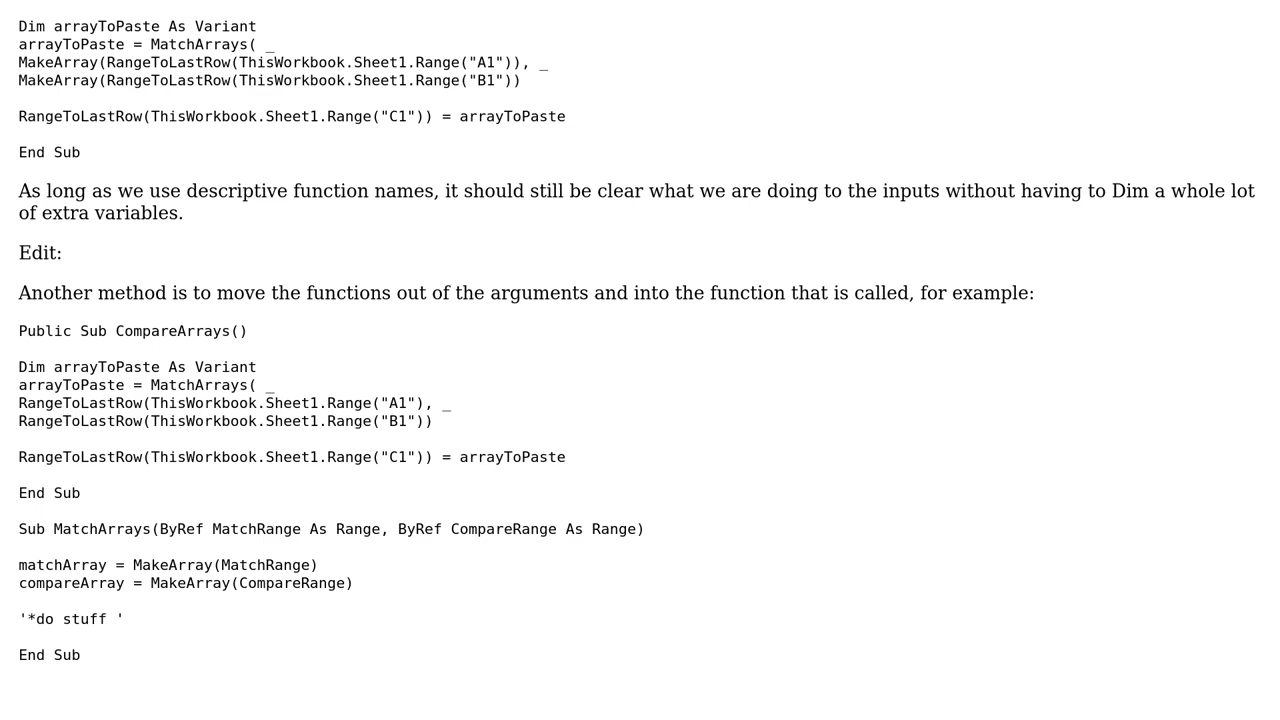 Dim arrayToPaste As Variant
arrayToPaste = MatchArrays( _
MakeArray(RangeToLastRow(ThisWorkbook.Sheet1.Range("A1")), _
MakeArray(RangeToLastRow(ThisWorkbook.Sheet1.Range("B1"))
RangeToLastRow(ThisWorkbook.Sheet1.Range("C1")) = arrayToPaste
End Sub
As long as we use descriptive function names, it should still be clear what we are doing to the inputs without having to Dim a whole lot
of extra variables.
Edit:
Another method is to move the functions out of the arguments and into the function that is called, for example:
Public Sub CompareArrays()
Dim arrayToPaste As Variant
arrayToPaste = MatchArrays( _
RangeToLastRow(ThisWorkbook.Sheet1.Range("A1"), _
RangeToLastRow(ThisWorkbook.Sheet1.Range("B1"))
RangeToLastRow(ThisWorkbook.Sheet1.Range("C1")) = arrayToPaste
End Sub
Sub MatchArrays(ByRef MatchRange As Range, ByRef CompareRange As Range)
matchArray = MakeArray(MatchRange)
compareArray = MakeArray(CompareRange)
'*do stuff '
End Sub